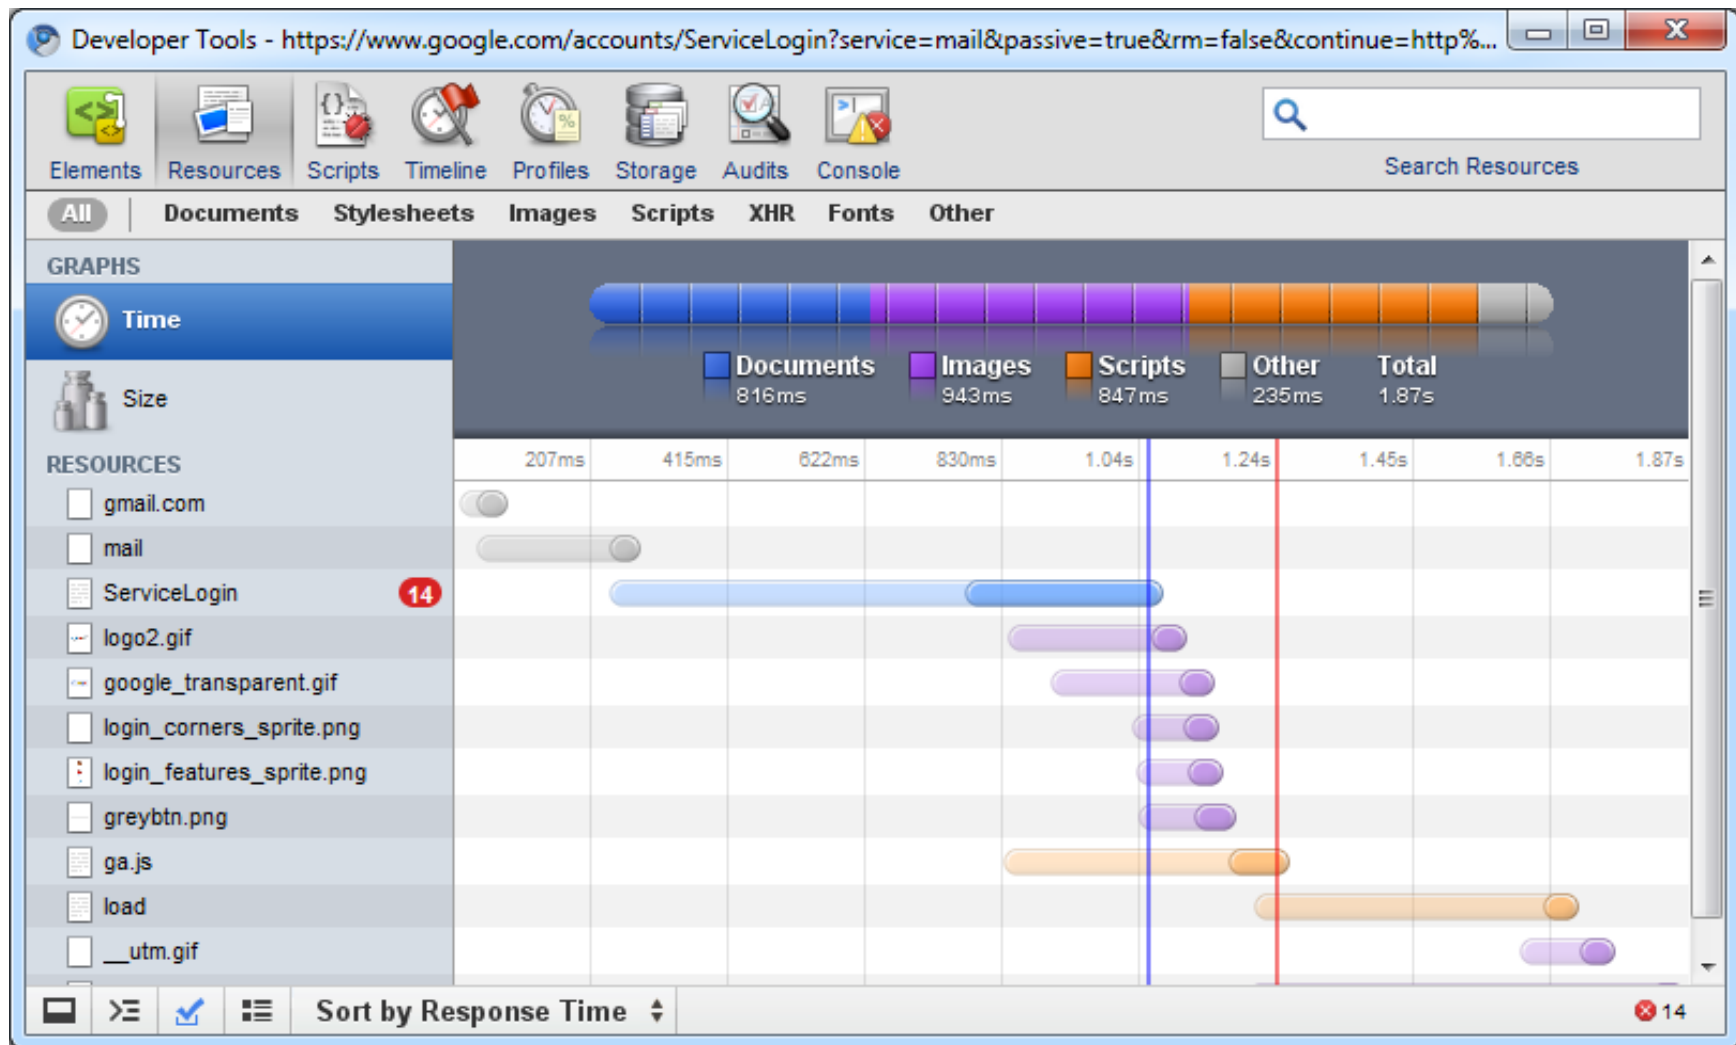 Developer Tools - https://www.google.com/accounts/ServiceLogin?service=mail&passive=true&rm=false&continue=http%...
Elements Resources Scripts Timeline Profiles Storage Audits Console
Search Resources
All Documents Stylesheets Images Scripts XHR Fonts Other
GRAPHS
Time
Size
Documents Images Scripts Other Total
816ms 943ms 847ms 235ms 1.87s
RESOURCES
207ms 415ms 622ms 830ms 1.04s 1.24s 1.45s 1.66s 1.87s
gmail.com
mail
ServiceLogin 14
logo2.gif
google_transparent.gif
login_corners_sprite.png
login_features_sprite.png
greybtn.png
ga.js
load
__utm.gif
Sort by Response Time
14